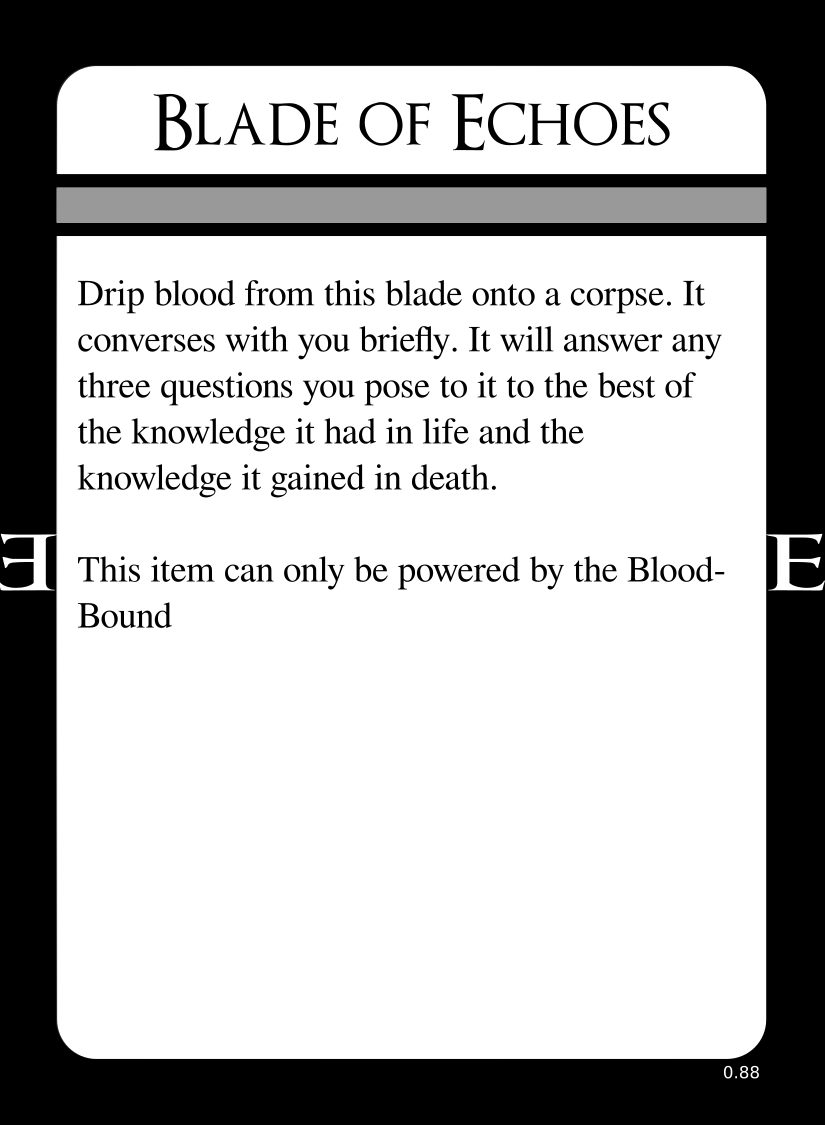 Blade of Echoes
Drip blood from this blade onto a corpse. It
converses with you briefly. It will answer any
three questions you pose to it to the best of
the knowledge it had in life and the
knowledge it gained in death.
E E
This item can only be powered by the Blood-
Bound
0.88